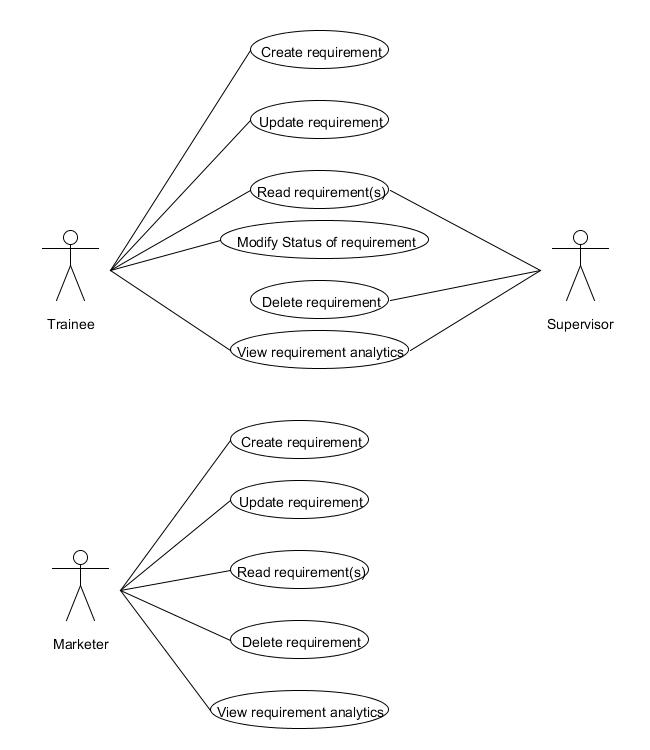 Create requirement
Update requirement
Read requirement(s)
Modify Status of requirement
Delete requirement
View requirement analytics
Trainee
Supervisor
Create requirement
Update requirement
Read requirement(s)
Delete requirement
View requirement analytics
Marketer